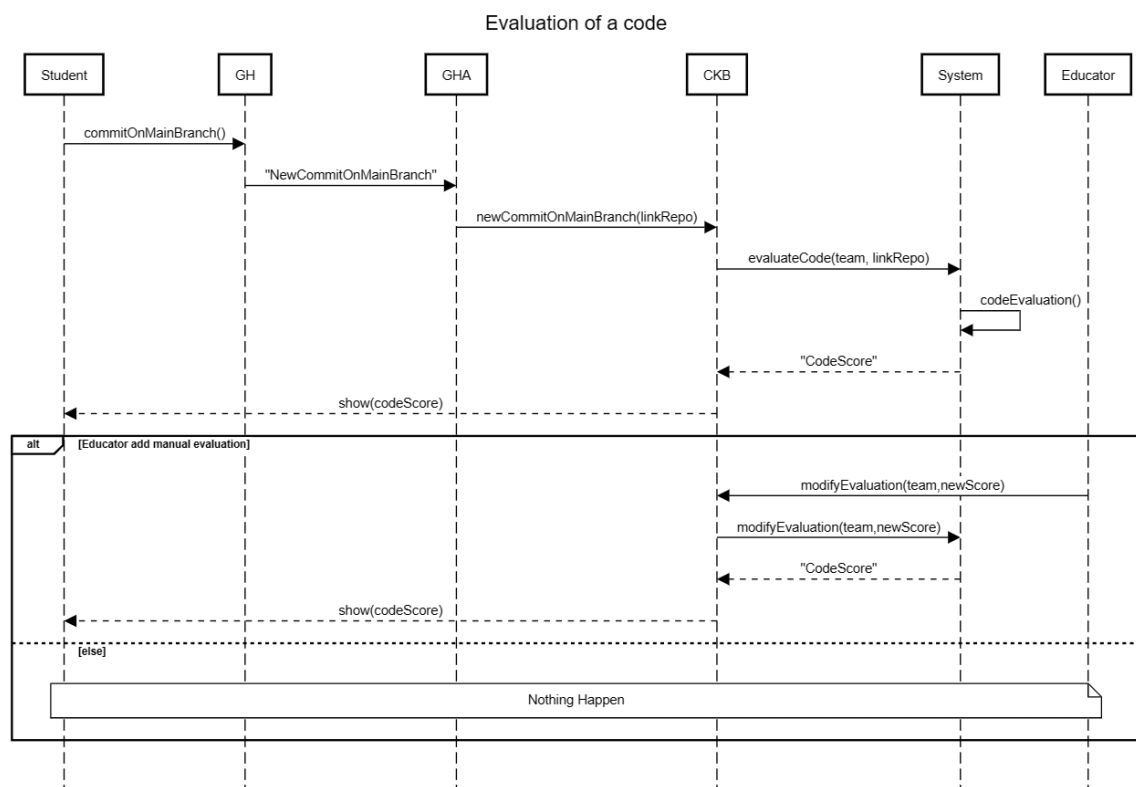 Evaluation of a code
Student GH GHA CKB System Educator
commitOnMainBranch()
"NewCommitOnMainBranch"
newCommitOnMainBranch(linkRepo)
evaluateCode(team, linkRepo)
codeEvaluation()
"CodeScore"
show(codeScore)
alt [Educator add manual evaluation]
modifyEvaluation(team,newScore)
modifyEvaluation(team,newScore)
"CodeScore"
show(codeScore)
[else]
Nothing Happen